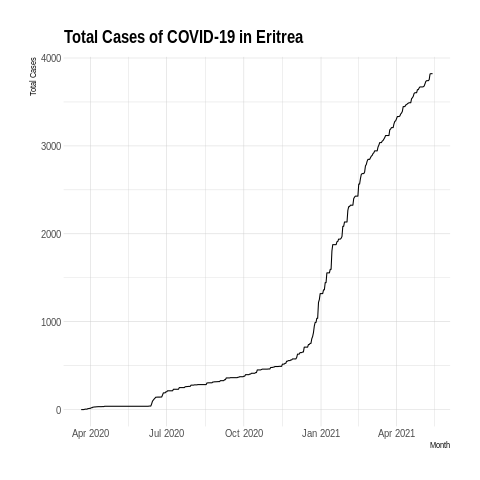 Total Cases of COVID-19 in Eritrea
Total Cases
4000
3000
2000
1000
0
Apr 2020 Jul 2020 Oct 2020 Jan 2021 Apr 2021
Month